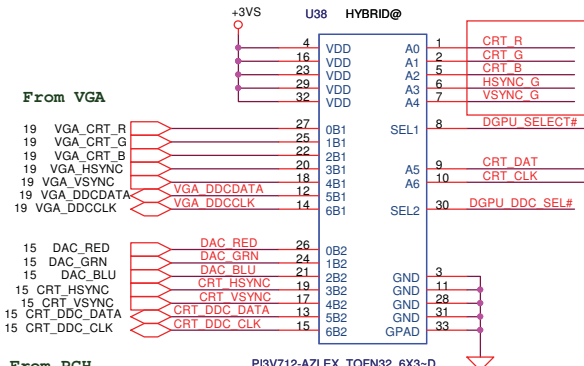 +3VS U38 HYBRID@
4 VDD A0 1 CRT_R
16 VDD A1 2 CRT_G
23 VDD A2 5 CRT_B
29 VDD A3 6 HSYNC_G
32 VDD A4 7 VSYNC_G
From VGA
19 VGA_CRT_R 27 0B1 SEL1 8 DGPU_SELECT#
19 VGA_CRT_G 25 1B1
19 VGA_CRT_B 22 2B1
19 VGA_HSYNC 20 3B1 A5 9 CRT_DAT
19 VGA_VSYNC 18 4B1 A6 10 CRT_CLK
19 VGA_DDCDATA VGA_DDCDATA 12 5B1
19 VGA_DDCCLK VGA_DDCCLK 14 6B1 SEL2 30 DGPU_DDC_SEL#
15 DAC_RED DAC_RED 26 0B2
15 DAC_GRN DAC_GRN 24 1B2
15 DAC_BLU DAC_BLU 21 2B2 GND 3
15 CRT_HSYNC CRT_HSYNC 19 3B2 GND 11
15 CRT_VSYNC CRT_VSYNC 17 4B2 GND 28
15 CRT_DDC_DATA CRT_DDC_DATA 13 5B2 GND 31
15 CRT_DDC_CLK CRT_DDC_CLK 15 6B2 GPAD 33
From PCH PI3V712-AZLEX_TQFN32_6X3~D